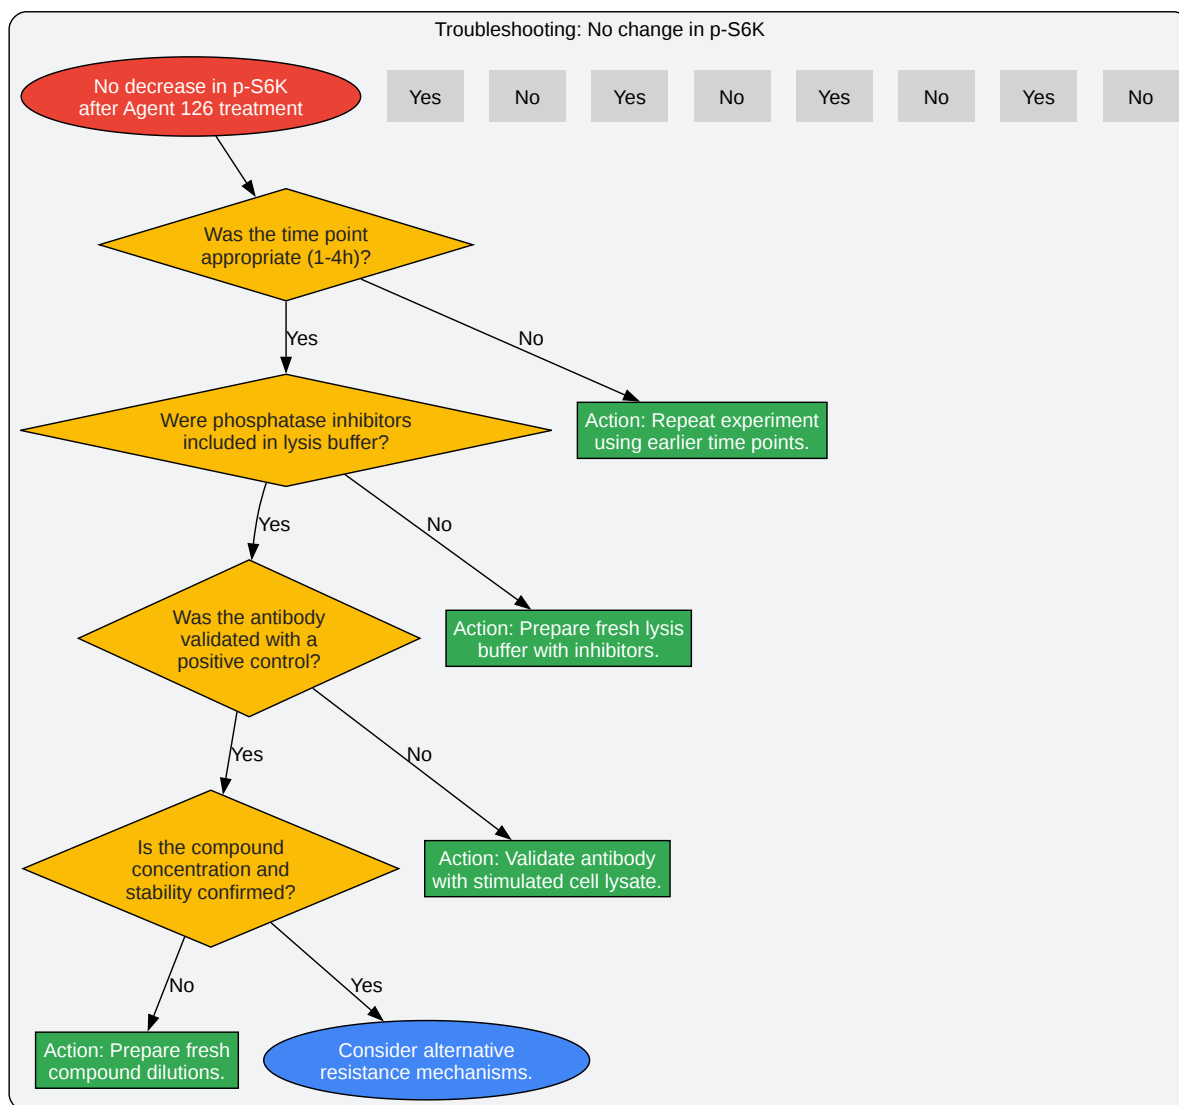 Troubleshooting: No change in p-S6K
No decrease in p-S6K
after Agent 126 treatment
Yes
No
Yes
No
Yes
No
Yes
No
Was the time point
appropriate (1-4h)?
Yes
No
Were phosphatase inhibitors
included in lysis buffer?
Action: Repeat experiment
using earlier time points.
Yes
No
Was the antibody
validated with a
positive control?
Action: Prepare fresh lysis
buffer with inhibitors.
Yes
No
Is the compound
concentration and
stability confirmed?
Action: Validate antibody
with stimulated cell lysate.
No
Yes
Action: Prepare fresh
compound dilutions.
Consider alternative
resistance mechanisms.